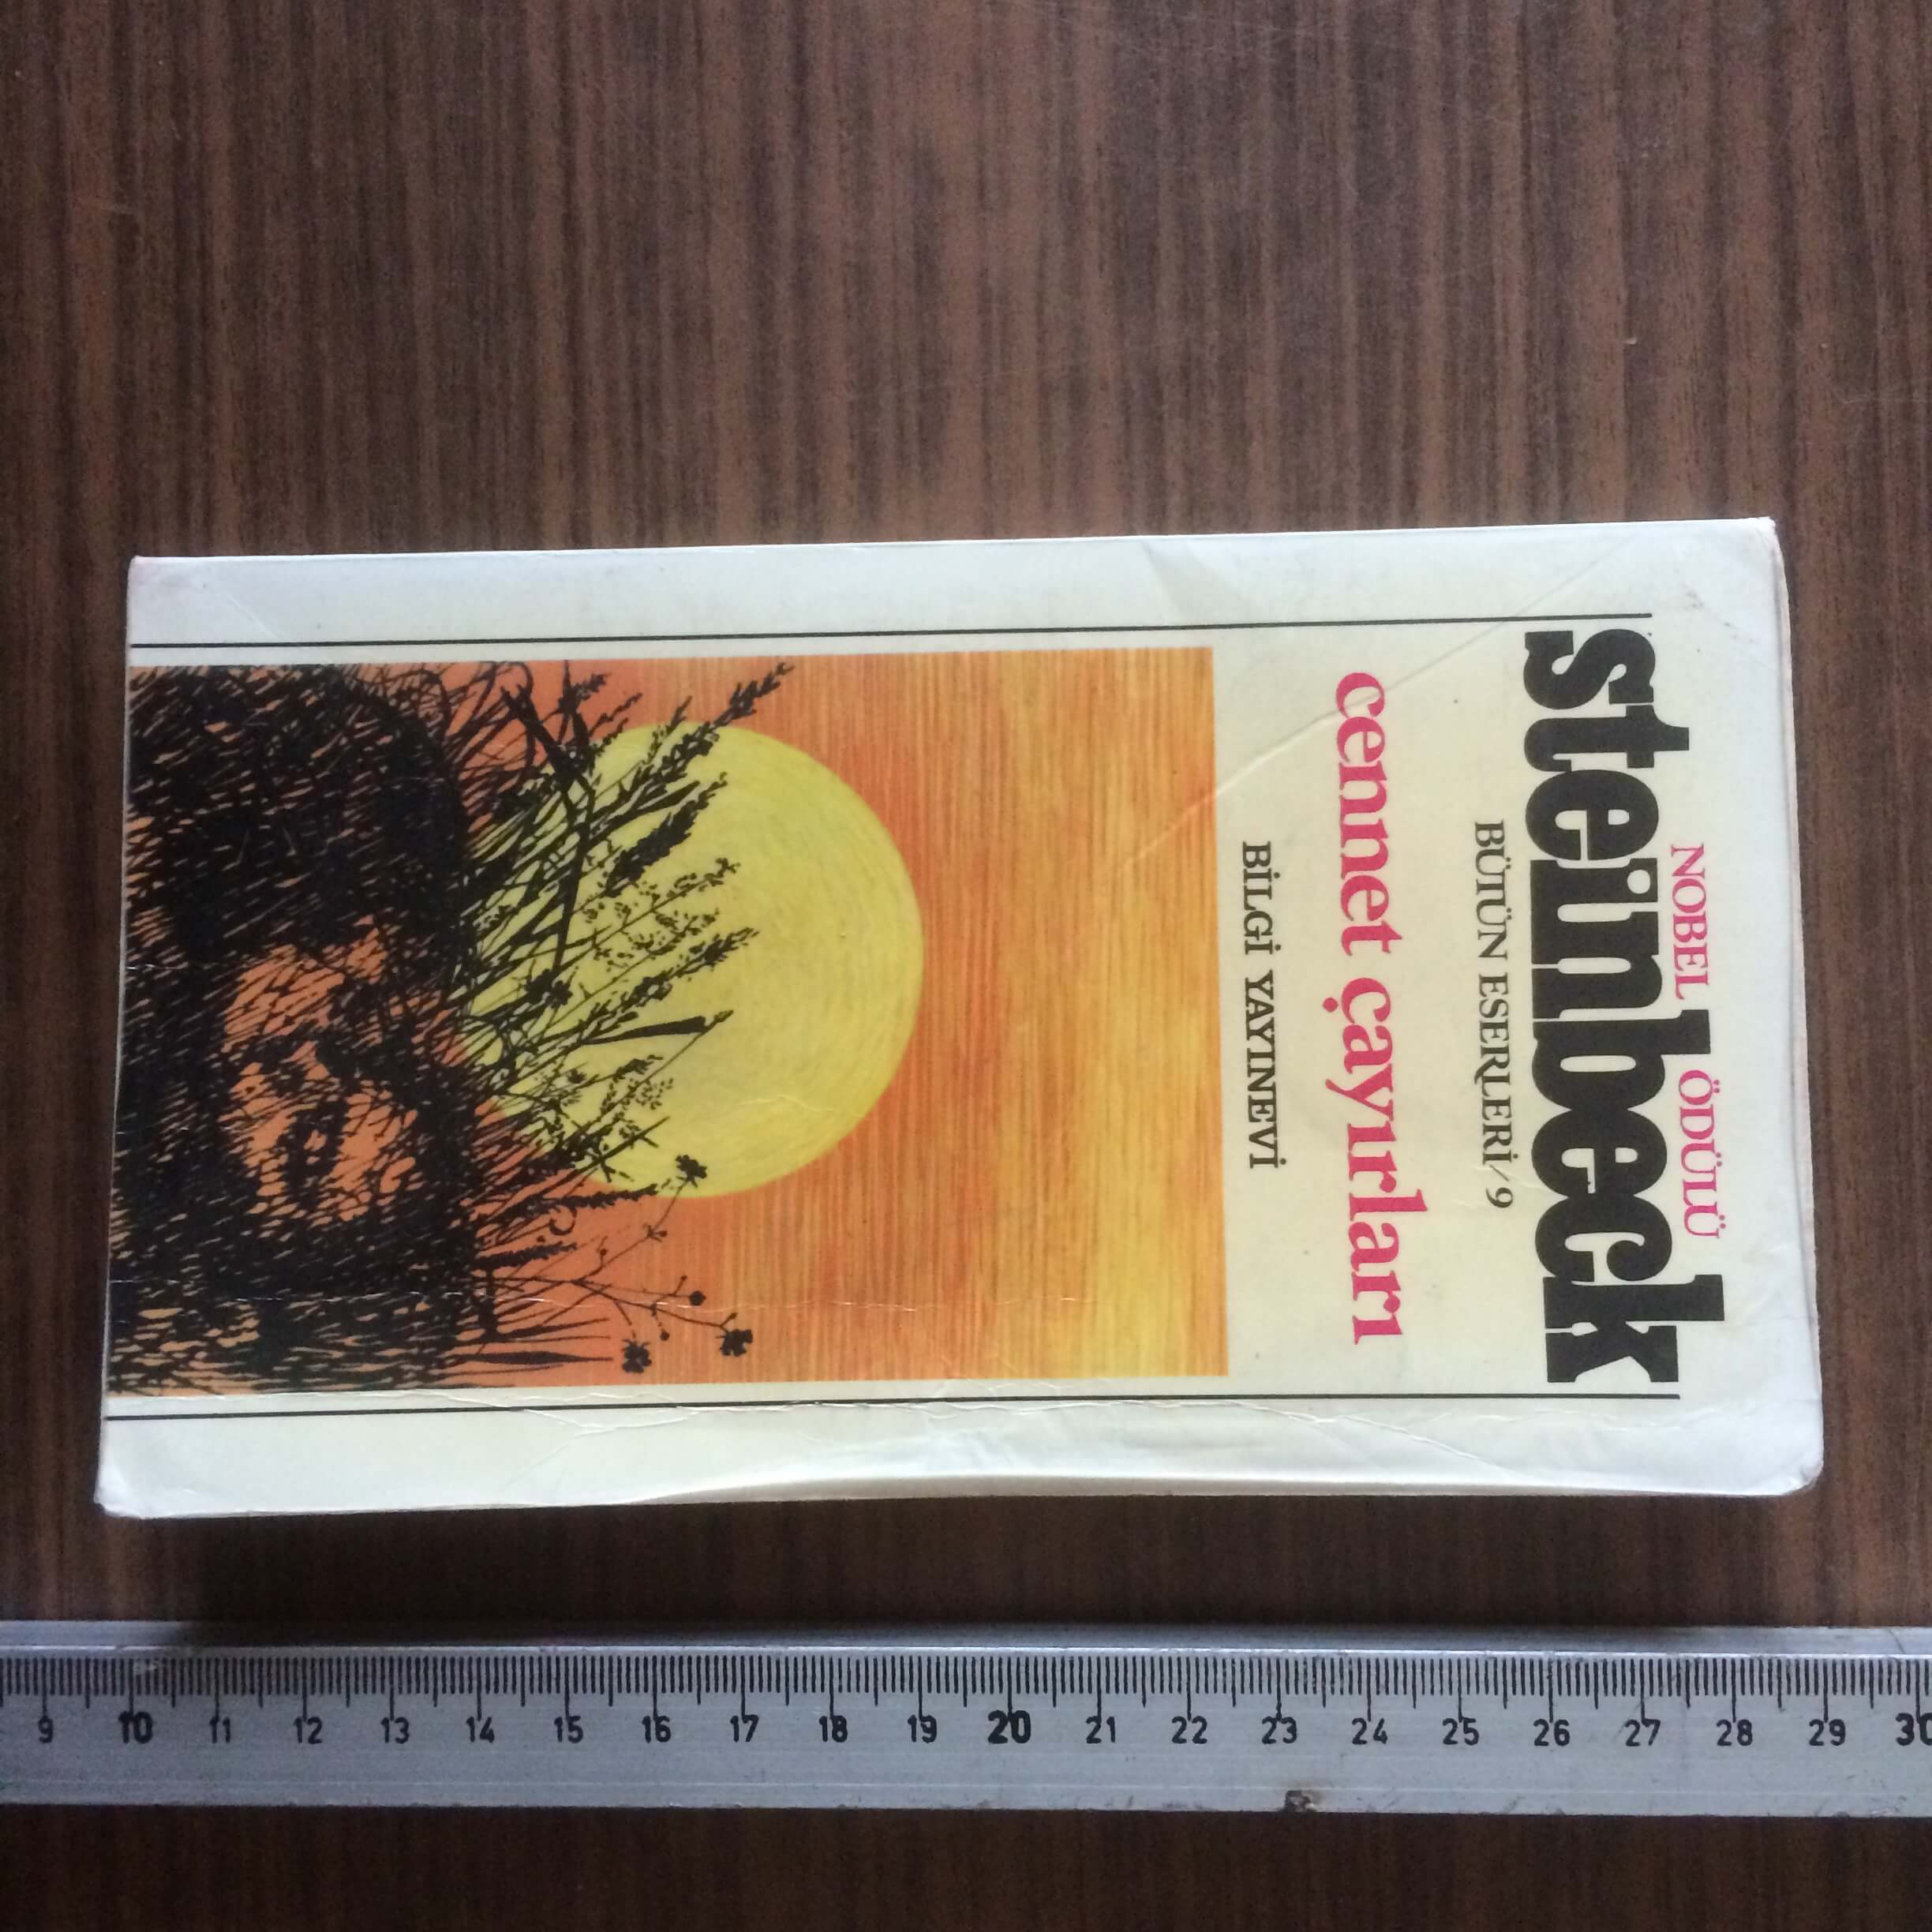 NOBEL ÖDÜLÜ
steinbeck
BÜTÜN ESERLERİ/9
cennet çayırları
BİLGİ YAYINEVİ
9 10 11 12 13 14 15 16 17 18 19 20 21 22 23 24 25 26 27 28 29 30